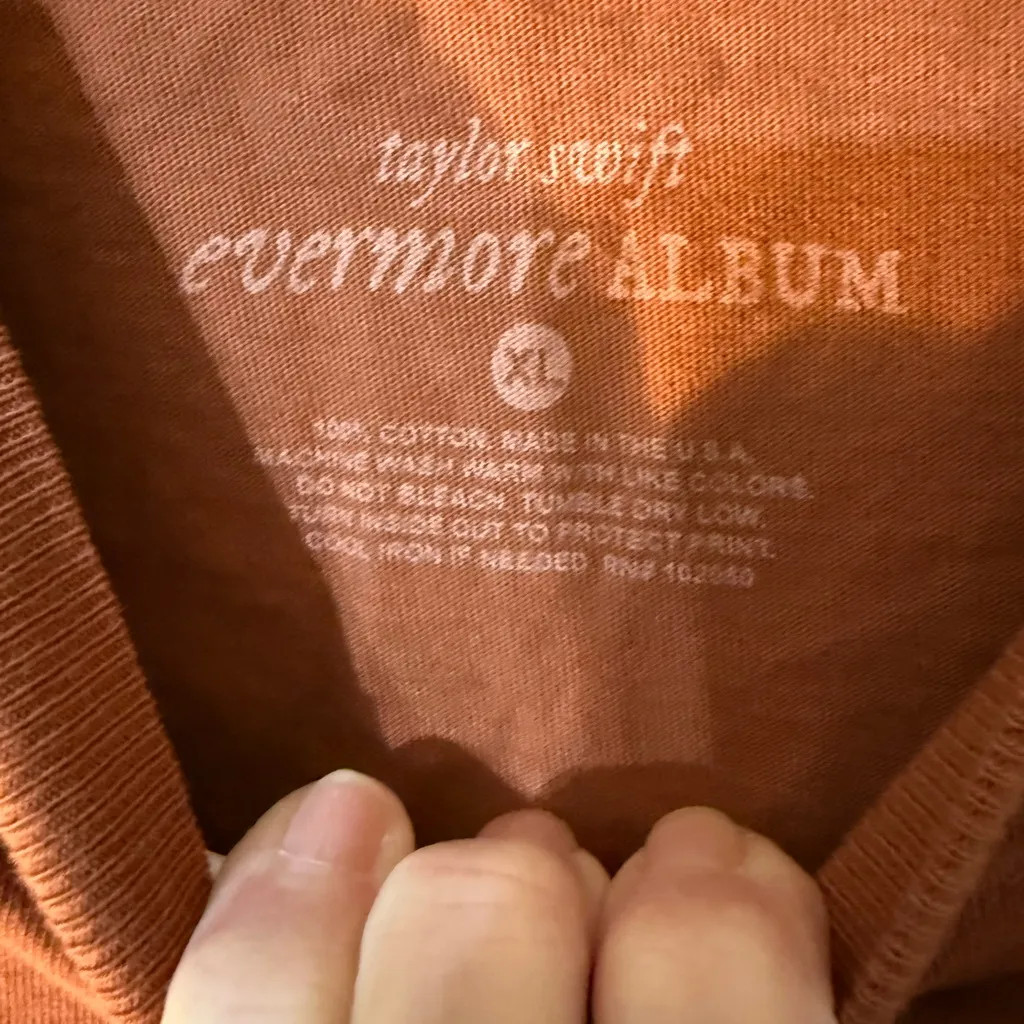 taylor swift
evermore ALBUM
XL
100% COTTON. MADE IN THE U.S.A.
MACHINE WASH WARM WITH LIKE COLORS.
DO NOT BLEACH. TUMBLE DRY LOW.
TURN INSIDE OUT TO PROTECT PRINT.
COOL IRON IF NEEDED. RN#